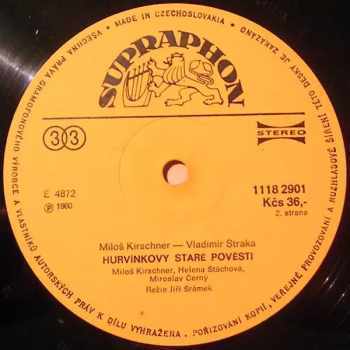 • MADE IN CZECHOSLOVAKIA • VŠECHNA PRÁVA GRAMOFONOVÉHO VÝROBCE A VLASTNÍKŮ AUTORSKÝCH PRÁV K DÍLU VYHRAŽENA. • POŘIZOVÁNÍ KOPIÍ, VEŘEJNÉ PROVOZOVÁNÍ A ROZHLASOVÉ ŠÍŘENÍ TÉTO DESKY JE ZAKÁZÁNO
SUPRAPHON
33
STEREO
E 4872
℗ 1980
1118 2901
Kčs 36,-
2. strana
Miloš Kirschner — Vladimír Straka
HURVÍNKOVY STARÉ POVĚSTI
Miloš Kirschner, Helena Štáchová,
Miroslav Černý
Režie Jiří Šrámek